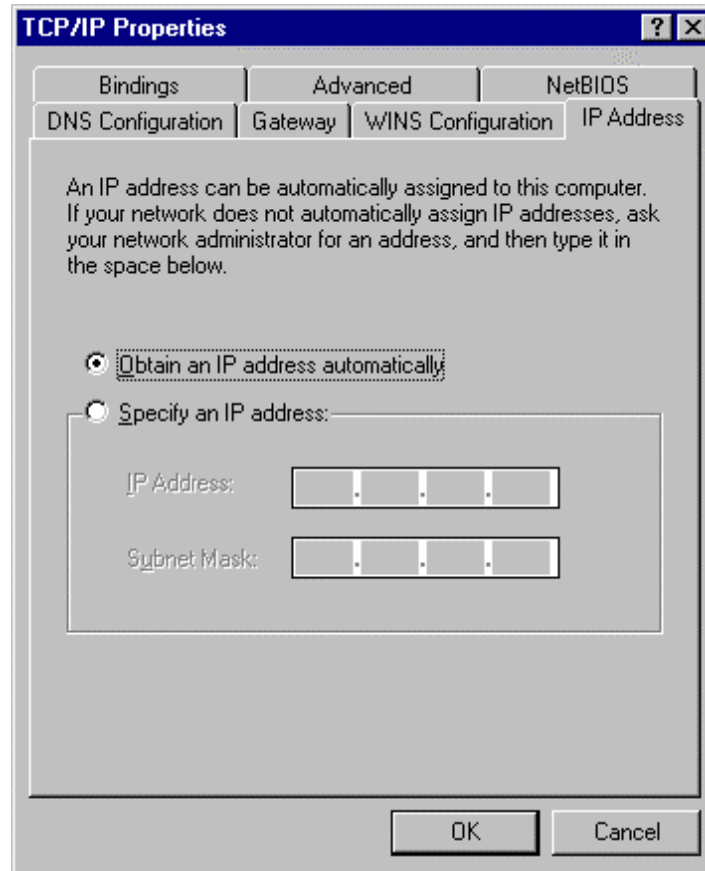 TCP/IP Properties
Bindings Advanced NetBIOS
DNS Configuration Gateway WINS Configuration IP Address
An IP address can be automatically assigned to this computer.
If your network does not automatically assign IP addresses, ask
your network administrator for an address, and then type it in
the space below.
Obtain an IP address automatically
Specify an IP address:
IP Address:
Subnet Mask:
OK Cancel